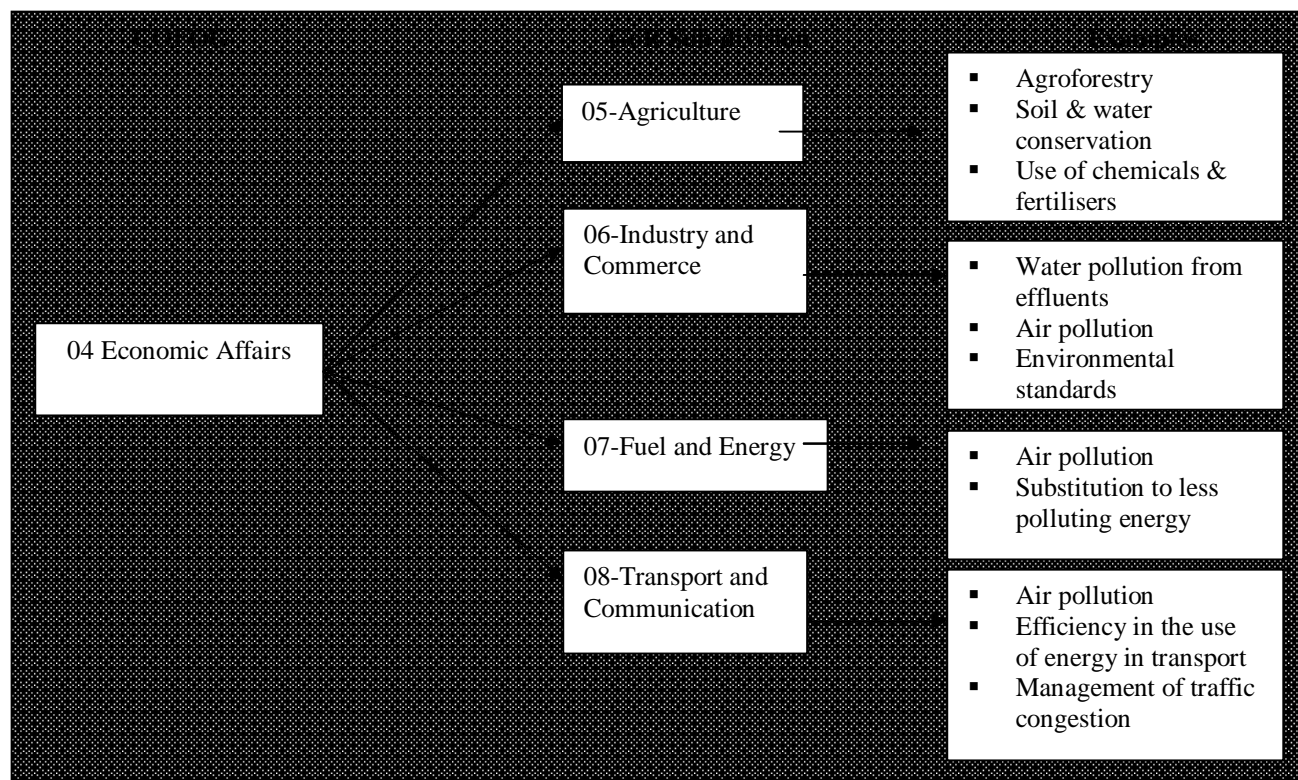 Examples
▪ Agroforestry
▪ Soil & water
conservation
▪ Use of chemicals &
fertilisers
05-Agriculture
06-Industry and
Commerce
▪ Water pollution from
effluents
▪ Air pollution
▪ Environmental
standards
04 Economic Affairs
07-Fuel and Energy
▪ Air pollution
▪ Substitution to less
polluting energy
08-Transport and
Communication
▪ Air pollution
▪ Efficiency in the use
of energy in transport
▪ Management of traffic
congestion